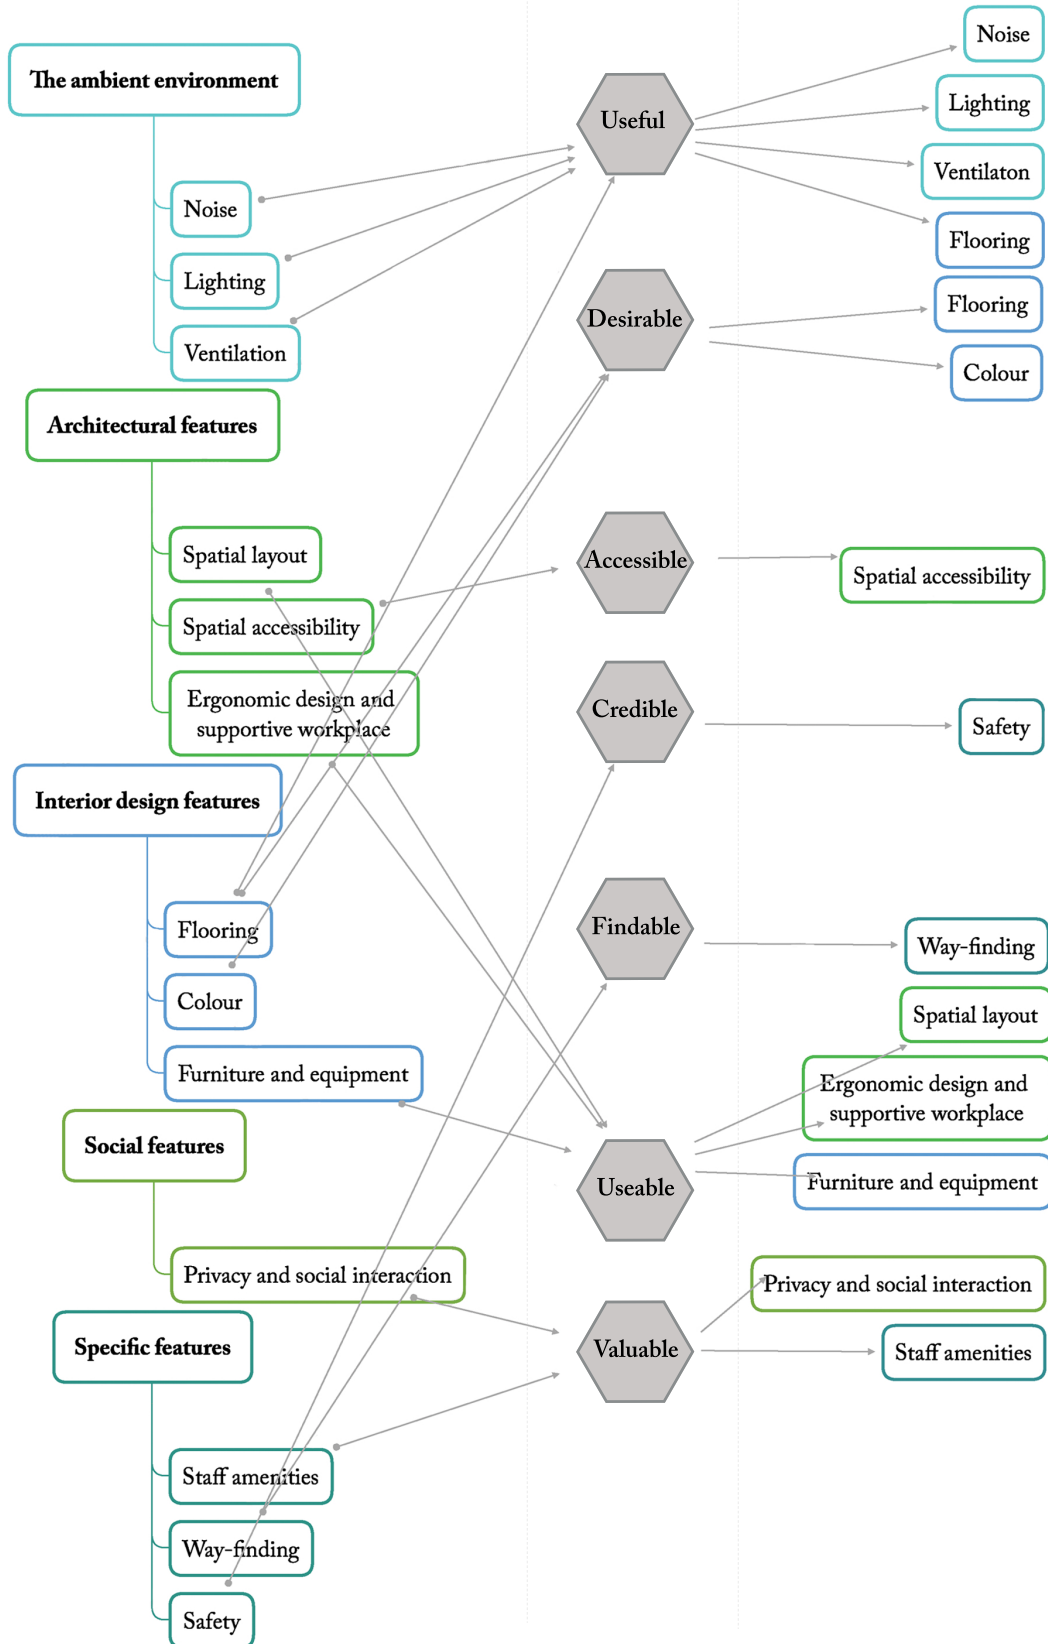 The ambient environment
Noise
Lighting
Ventilation
Architectural features
Spatial layout
Spatial accessibility
Ergonomic design and
supportive workplace
Interior design features
Flooring
Colour
Furniture and equipment
Social features
Privacy and social interaction
Specific features
Staff amenities
Way-finding
Safety
Useful
Desirable
Accessible
Credible
Findable
Useable
Valuable
Noise
Lighting
Ventilaton
Flooring
Flooring
Colour
Spatial accessibility
Safety
Way-finding
Spatial layout
Ergonomic design and
supportive workplace
Furniture and equipment
Privacy and social interaction
Staff amenities